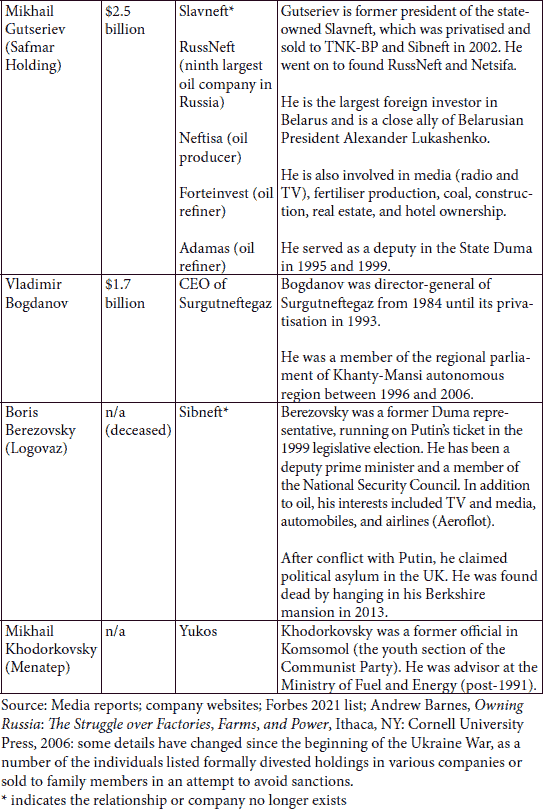 Mikhail
Gutseriev
(Safmar
Holding)
$2.5
billion
Slavneft*
RussNeft
(ninth largest
oil company in
Russia)
Neftisa (oil
producer)
Forteinvest (oil
refiner)
Adamas (oil
refiner)
Gutseriev is former president of the state-
owned Slavneft, which was privatised and
sold to TNK-BP and Sibneft in 2002. He
went on to found RussNeft and Netsifa.
He is the largest foreign investor in
Belarus and is a close ally of Belarusian
President Alexander Lukashenko.
He is also involved in media (radio and
TV), fertiliser production, coal, construc-
tion, real estate, and hotel ownership.
He served as a deputy in the State Duma
in 1995 and 1999.
Vladimir
Bogdanov
$1.7
billion
CEO of
Surgutneftegaz
Bogdanov was director-general of
Surgutneftegaz from 1984 until its priva-
tisation in 1993.
He was a member of the regional parlia-
ment of Khanty-Mansi autonomous
region between 1996 and 2006.
Boris
Berezovsky
(Logovaz)
n/a
(deceased)
Sibneft*
Berezovsky was a former Duma repre-
sentative, running on Putin's ticket in the
1999 legislative election. He has been a
deputy prime minister and a member of
the National Security Council. In addition
to oil, his interests included TV and media,
automobiles, and airlines (Aeroflot).
After conflict with Putin, he claimed
political asylum in the UK. He was found
dead by hanging in his Berkshire
mansion in 2013.
Mikhail
Khodorkovsky
(Menatep)
n/a
Yukos
Khodorkovsky was a former official in
Komsomol (the youth section of the
Communist Party). He was advisor at the
Ministry of Fuel and Energy (post-1991).
Source: Media reports; company websites; Forbes 2021 list; Andrew Barnes, Owning
Russia: The Struggle over Factories, Farms, and Power, Ithaca, NY: Cornell University
Press, 2006: some details have changed since the beginning of the Ukraine War, as a
number of the individuals listed formally divested holdings in various companies or
sold to family members in an attempt to avoid sanctions.
* indicates the relationship or company no longer exists